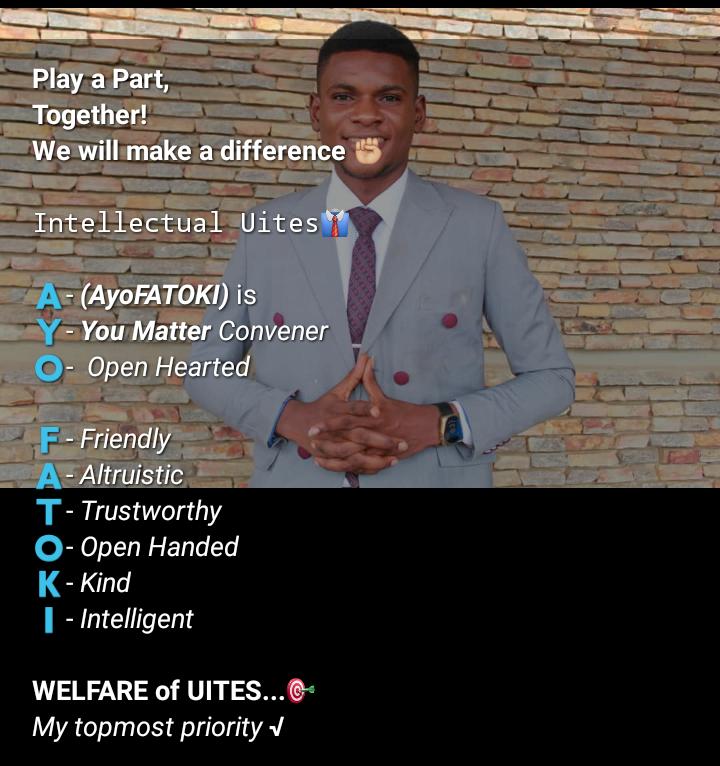 Play a Part,
Together!
We will make a difference ✊🏼
Intellectual Uites👔
A - (AyoFATOKI) is
Y - You Matter Convener
O - Open Hearted
F - Friendly
A - Altruistic
T - Trustworthy
O - Open Handed
K - Kind
I - Intelligent
WELFARE of UITES...🎯
My topmost priority √